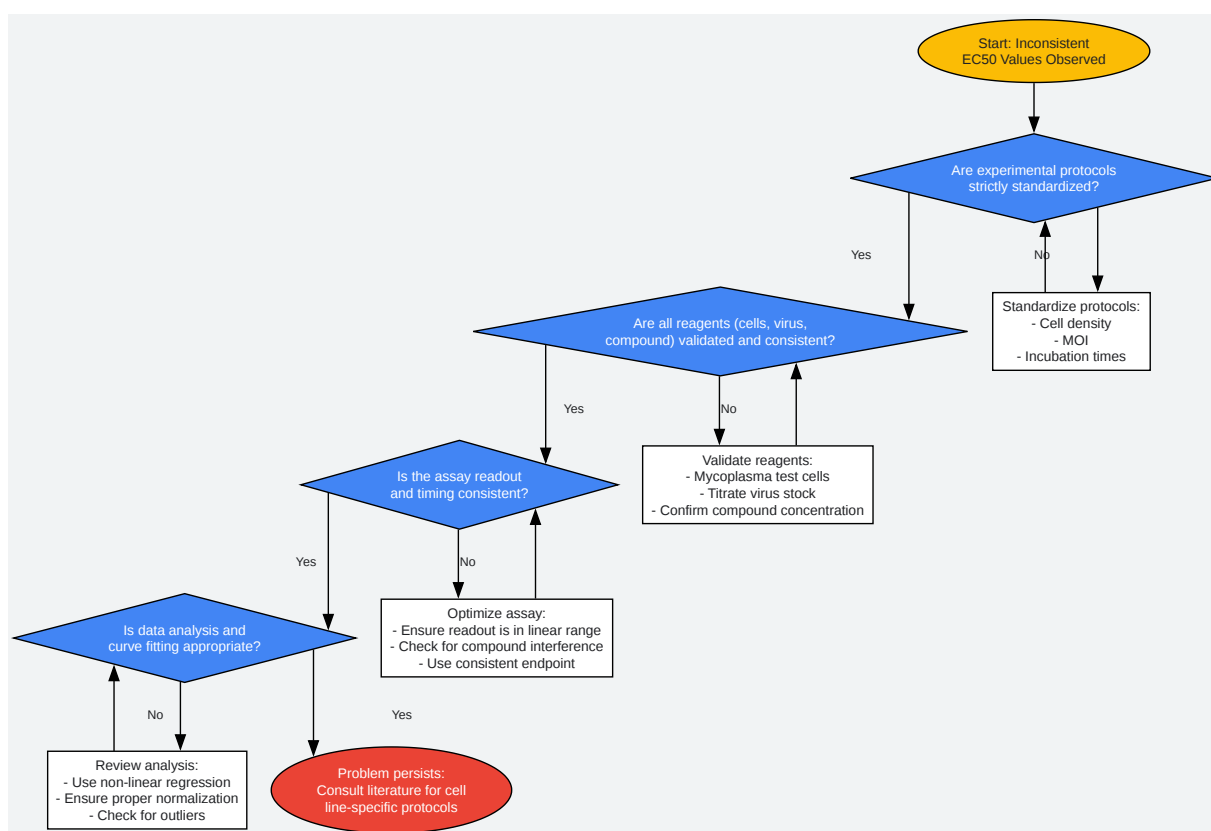 Start: Inconsistent
EC50 Values Observed
Are experimental protocols
strictly standardized?
Yes
No
Standardize protocols:
- Cell density
- MOI
- Incubation times
Are all reagents (cells, virus,
compound) validated and consistent?
Yes
No
Validate reagents:
- Mycoplasma test cells
- Titrate virus stock
- Confirm compound concentration
Is the assay readout
and timing consistent?
Yes
No
Optimize assay:
- Ensure readout is in linear range
- Check for compound interference
- Use consistent endpoint
Is data analysis and
curve fitting appropriate?
No
Yes
Review analysis:
- Use non-linear regression
- Ensure proper normalization
- Check for outliers
Problem persists:
Consult literature for cell
line-specific protocols